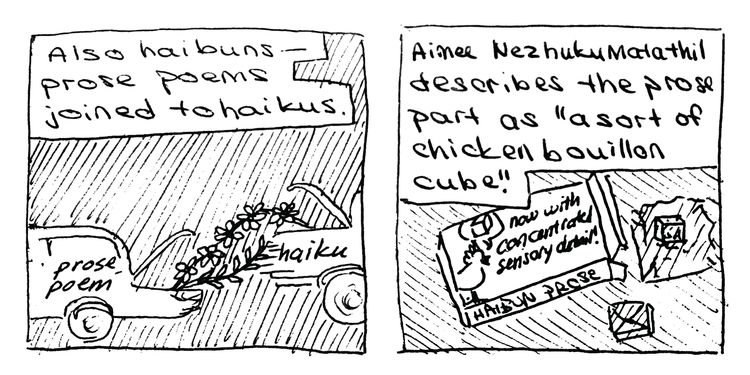 Also haibuns—
prose poems
joined to haikus.
prose
poem
haiku
Aimee Nezhukumatathil
describes the prose
part as "a sort of
chicken bouillon
cube."
now with
concentrated
sensory detail!
HAIBUN PROSE